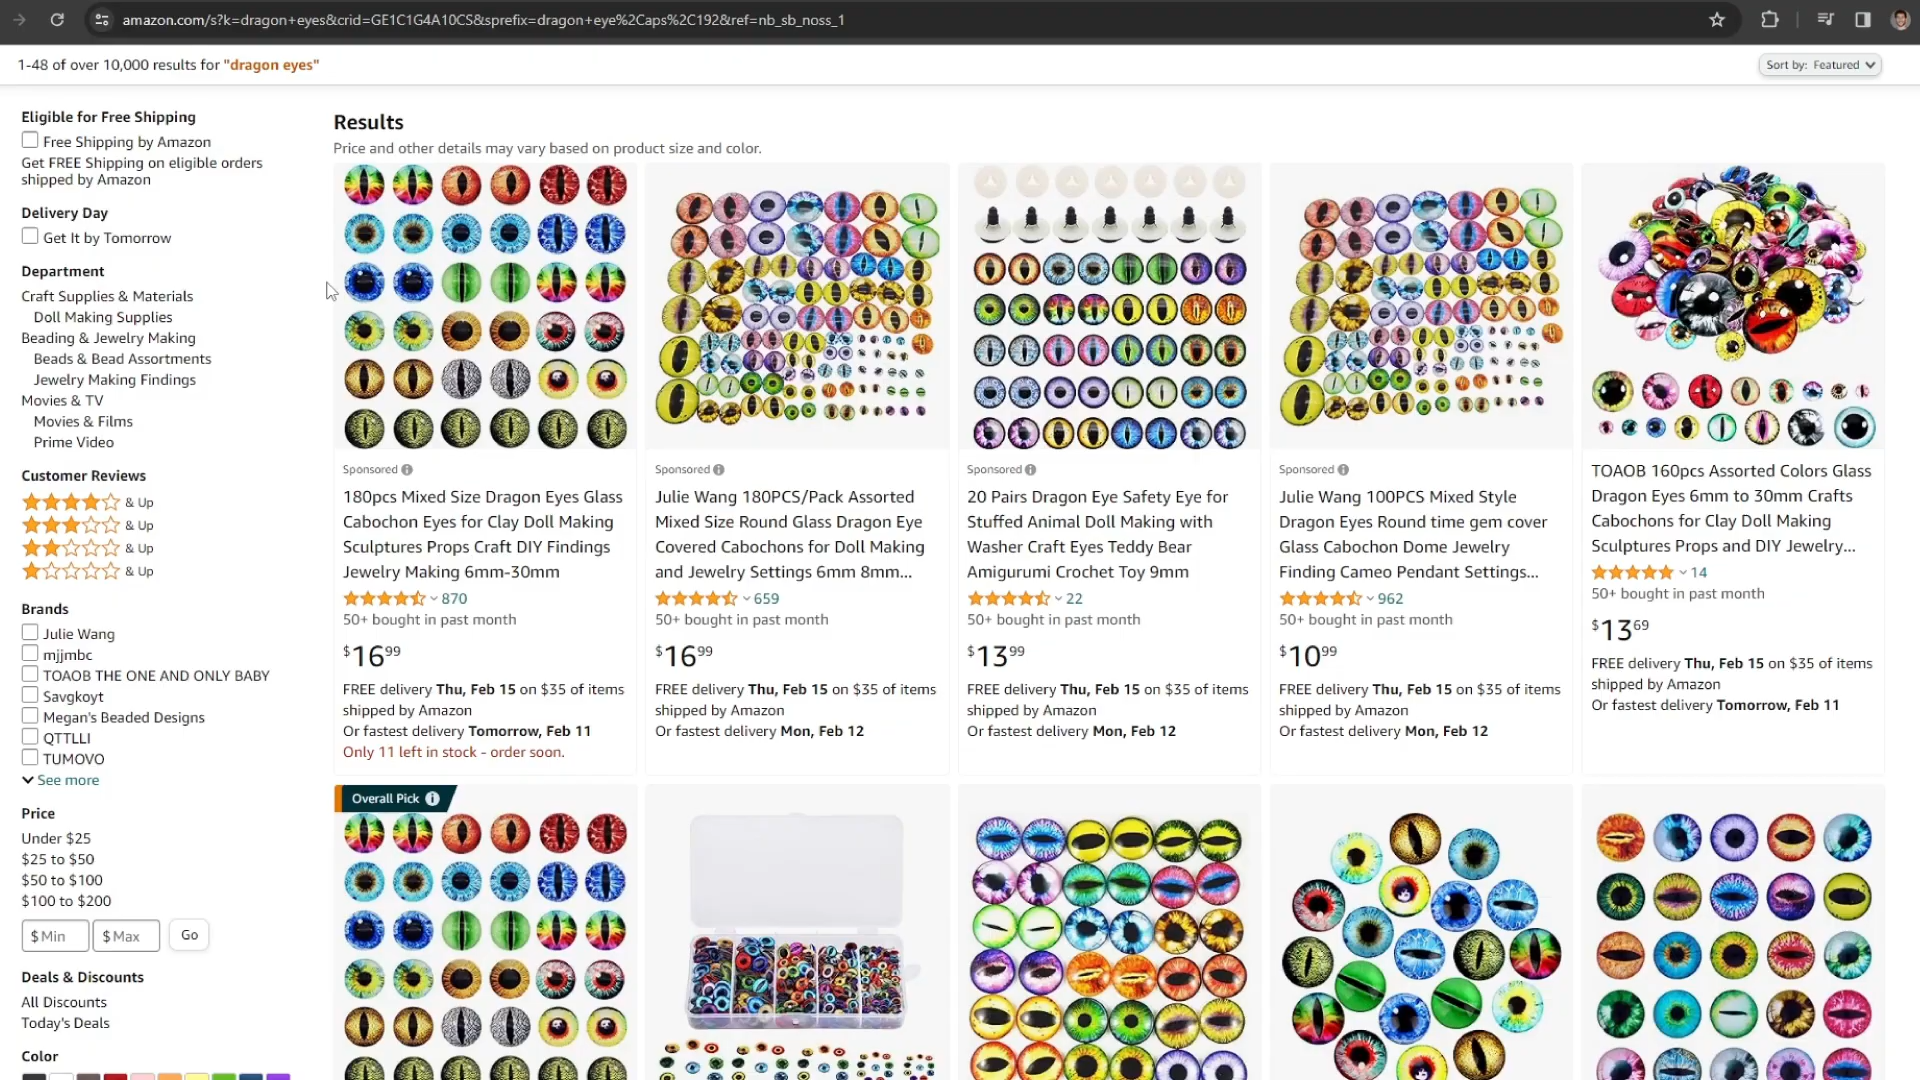 amazon.com/s?k=dragon+eyes&crid=GE1C1G4A10CS&sprefix=dragon+eye%2Caps%2C192&ref=nb_sb_noss_1
1-48 of over 10,000 results for "dragon eyes"
Sort by: Featured
Eligible for Free Shipping
Free Shipping by Amazon
Get FREE Shipping on eligible orders
shipped by Amazon
Delivery Day
Get It by Tomorrow
Department
Craft Supplies & Materials
Doll Making Supplies
Beading & Jewelry Making
Beads & Bead Assortments
Jewelry Making Findings
Movies & TV
Movies & Films
Prime Video
Customer Reviews
& Up
& Up
& Up
& Up
Brands
Julie Wang
mjjmbc
TOAOB THE ONE AND ONLY BABY
Savgkoyt
Megan's Beaded Designs
QTTLLI
TUMOVO
See more
Price
Under $25
$25 to $50
$50 to $100
$100 to $200
$ Min
$ Max
Go
Deals & Discounts
All Discounts
Today's Deals
Color
Results
Price and other details may vary based on product size and color.
Sponsored
180pcs Mixed Size Dragon Eyes Glass
Cabochon Eyes for Clay Doll Making
Sculptures Props Craft DIY Findings
Jewelry Making 6mm-30mm
870
50+ bought in past month
$16.99
FREE delivery Thu, Feb 15 on $35 of items
shipped by Amazon
Or fastest delivery Tomorrow, Feb 11
Only 11 left in stock - order soon.
Sponsored
Julie Wang 180PCS/Pack Assorted
Mixed Size Round Glass Dragon Eye
Covered Cabochons for Doll Making
and Jewelry Settings 6mm 8mm...
659
50+ bought in past month
$16.99
FREE delivery Thu, Feb 15 on $35 of items
shipped by Amazon
Or fastest delivery Mon, Feb 12
Sponsored
20 Pairs Dragon Eye Safety Eye for
Stuffed Animal Doll Making with
Washer Craft Eyes Teddy Bear
Amigurumi Crochet Toy 9mm
22
50+ bought in past month
$13.99
FREE delivery Thu, Feb 15 on $35 of items
shipped by Amazon
Or fastest delivery Mon, Feb 12
Sponsored
Julie Wang 100PCS Mixed Style
Dragon Eyes Round time gem cover
Glass Cabochon Dome Jewelry
Finding Cameo Pendant Settings...
962
50+ bought in past month
$10.99
FREE delivery Thu, Feb 15 on $35 of items
shipped by Amazon
Or fastest delivery Mon, Feb 12
TOAOB 160pcs Assorted Colors Glass
Dragon Eyes 6mm to 30mm Crafts
Cabochons for Clay Doll Making
Sculptures Props and DIY Jewelry...
14
50+ bought in past month
$13.69
FREE delivery Thu, Feb 15 on $35 of items
shipped by Amazon
Or fastest delivery Tomorrow, Feb 11
Overall Pick